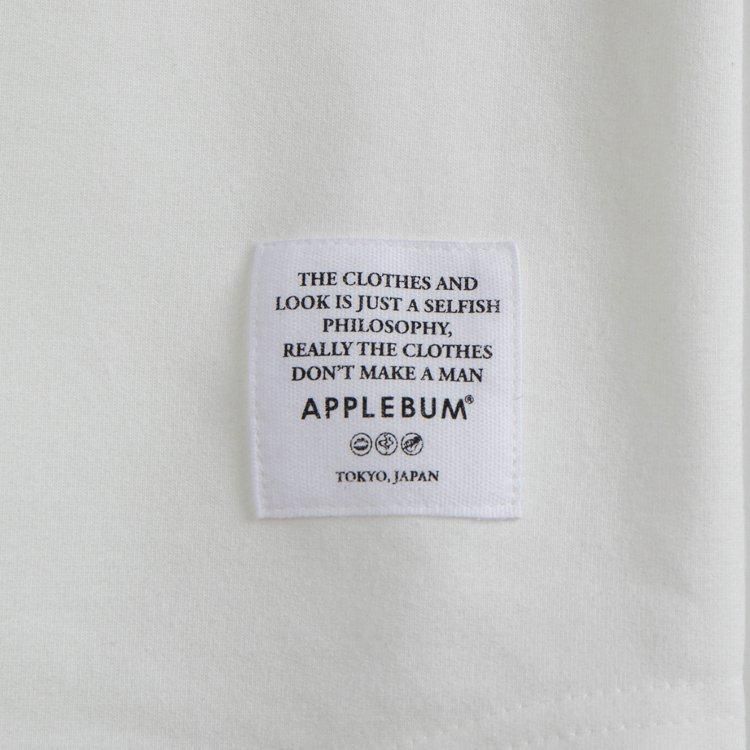 THE CLOTHES AND
LOOK IS JUST A SELFISH
PHILOSOPHY,
REALLY THE CLOTHES
DON'T MAKE A MAN
APPLEBUM®
TOKYO, JAPAN